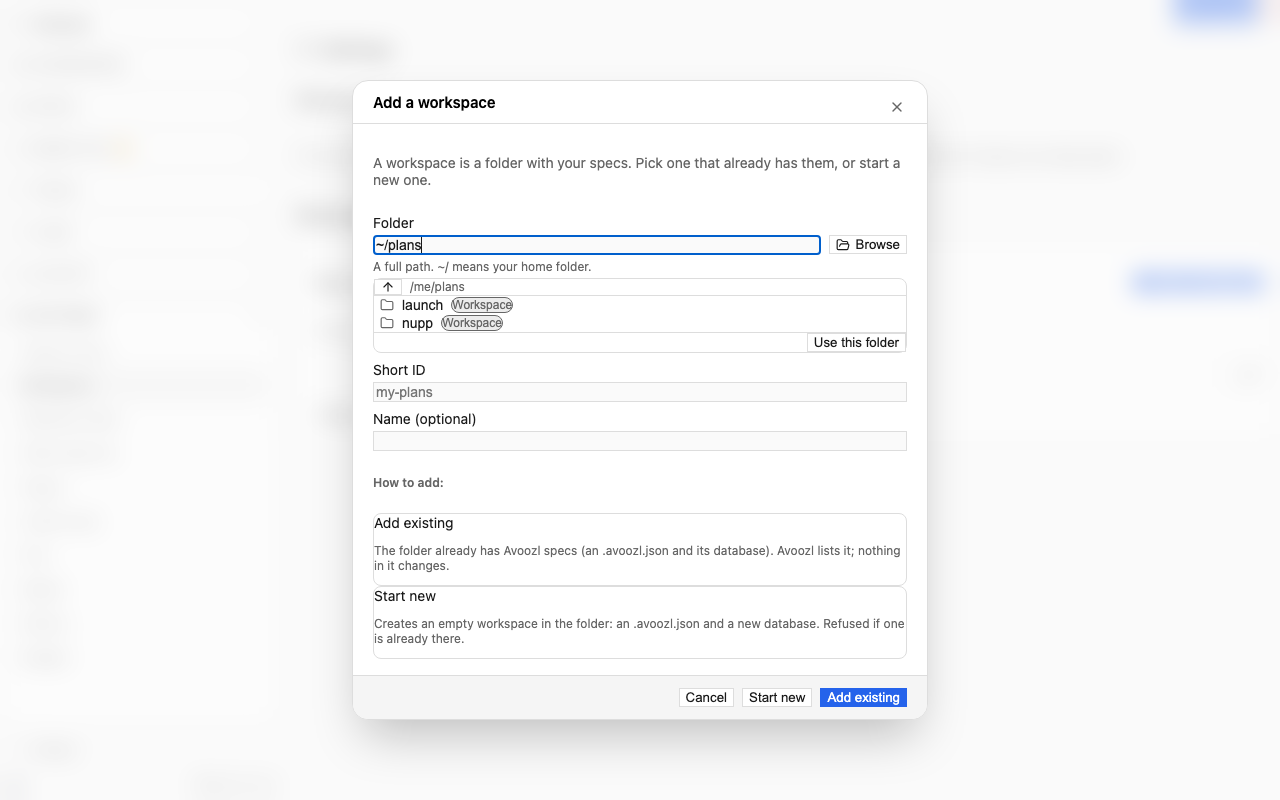 Add a workspace
A workspace is a folder with your specs. Pick one that already has them, or start a
new one.
Folder
~/plans
Browse
A full path. ~/ means your home folder.
/me/plans
launch Workspace
nupp Workspace
Use this folder
Short ID
my-plans
Name (optional)
How to add:
Add existing
The folder already has Avoozl specs (an .avoozl.json and its database). Avoozl lists it; nothing
in it changes.
Start new
Creates an empty workspace in the folder: an .avoozl.json and a new database. Refused if one
is already there.
Cancel Start new Add existing